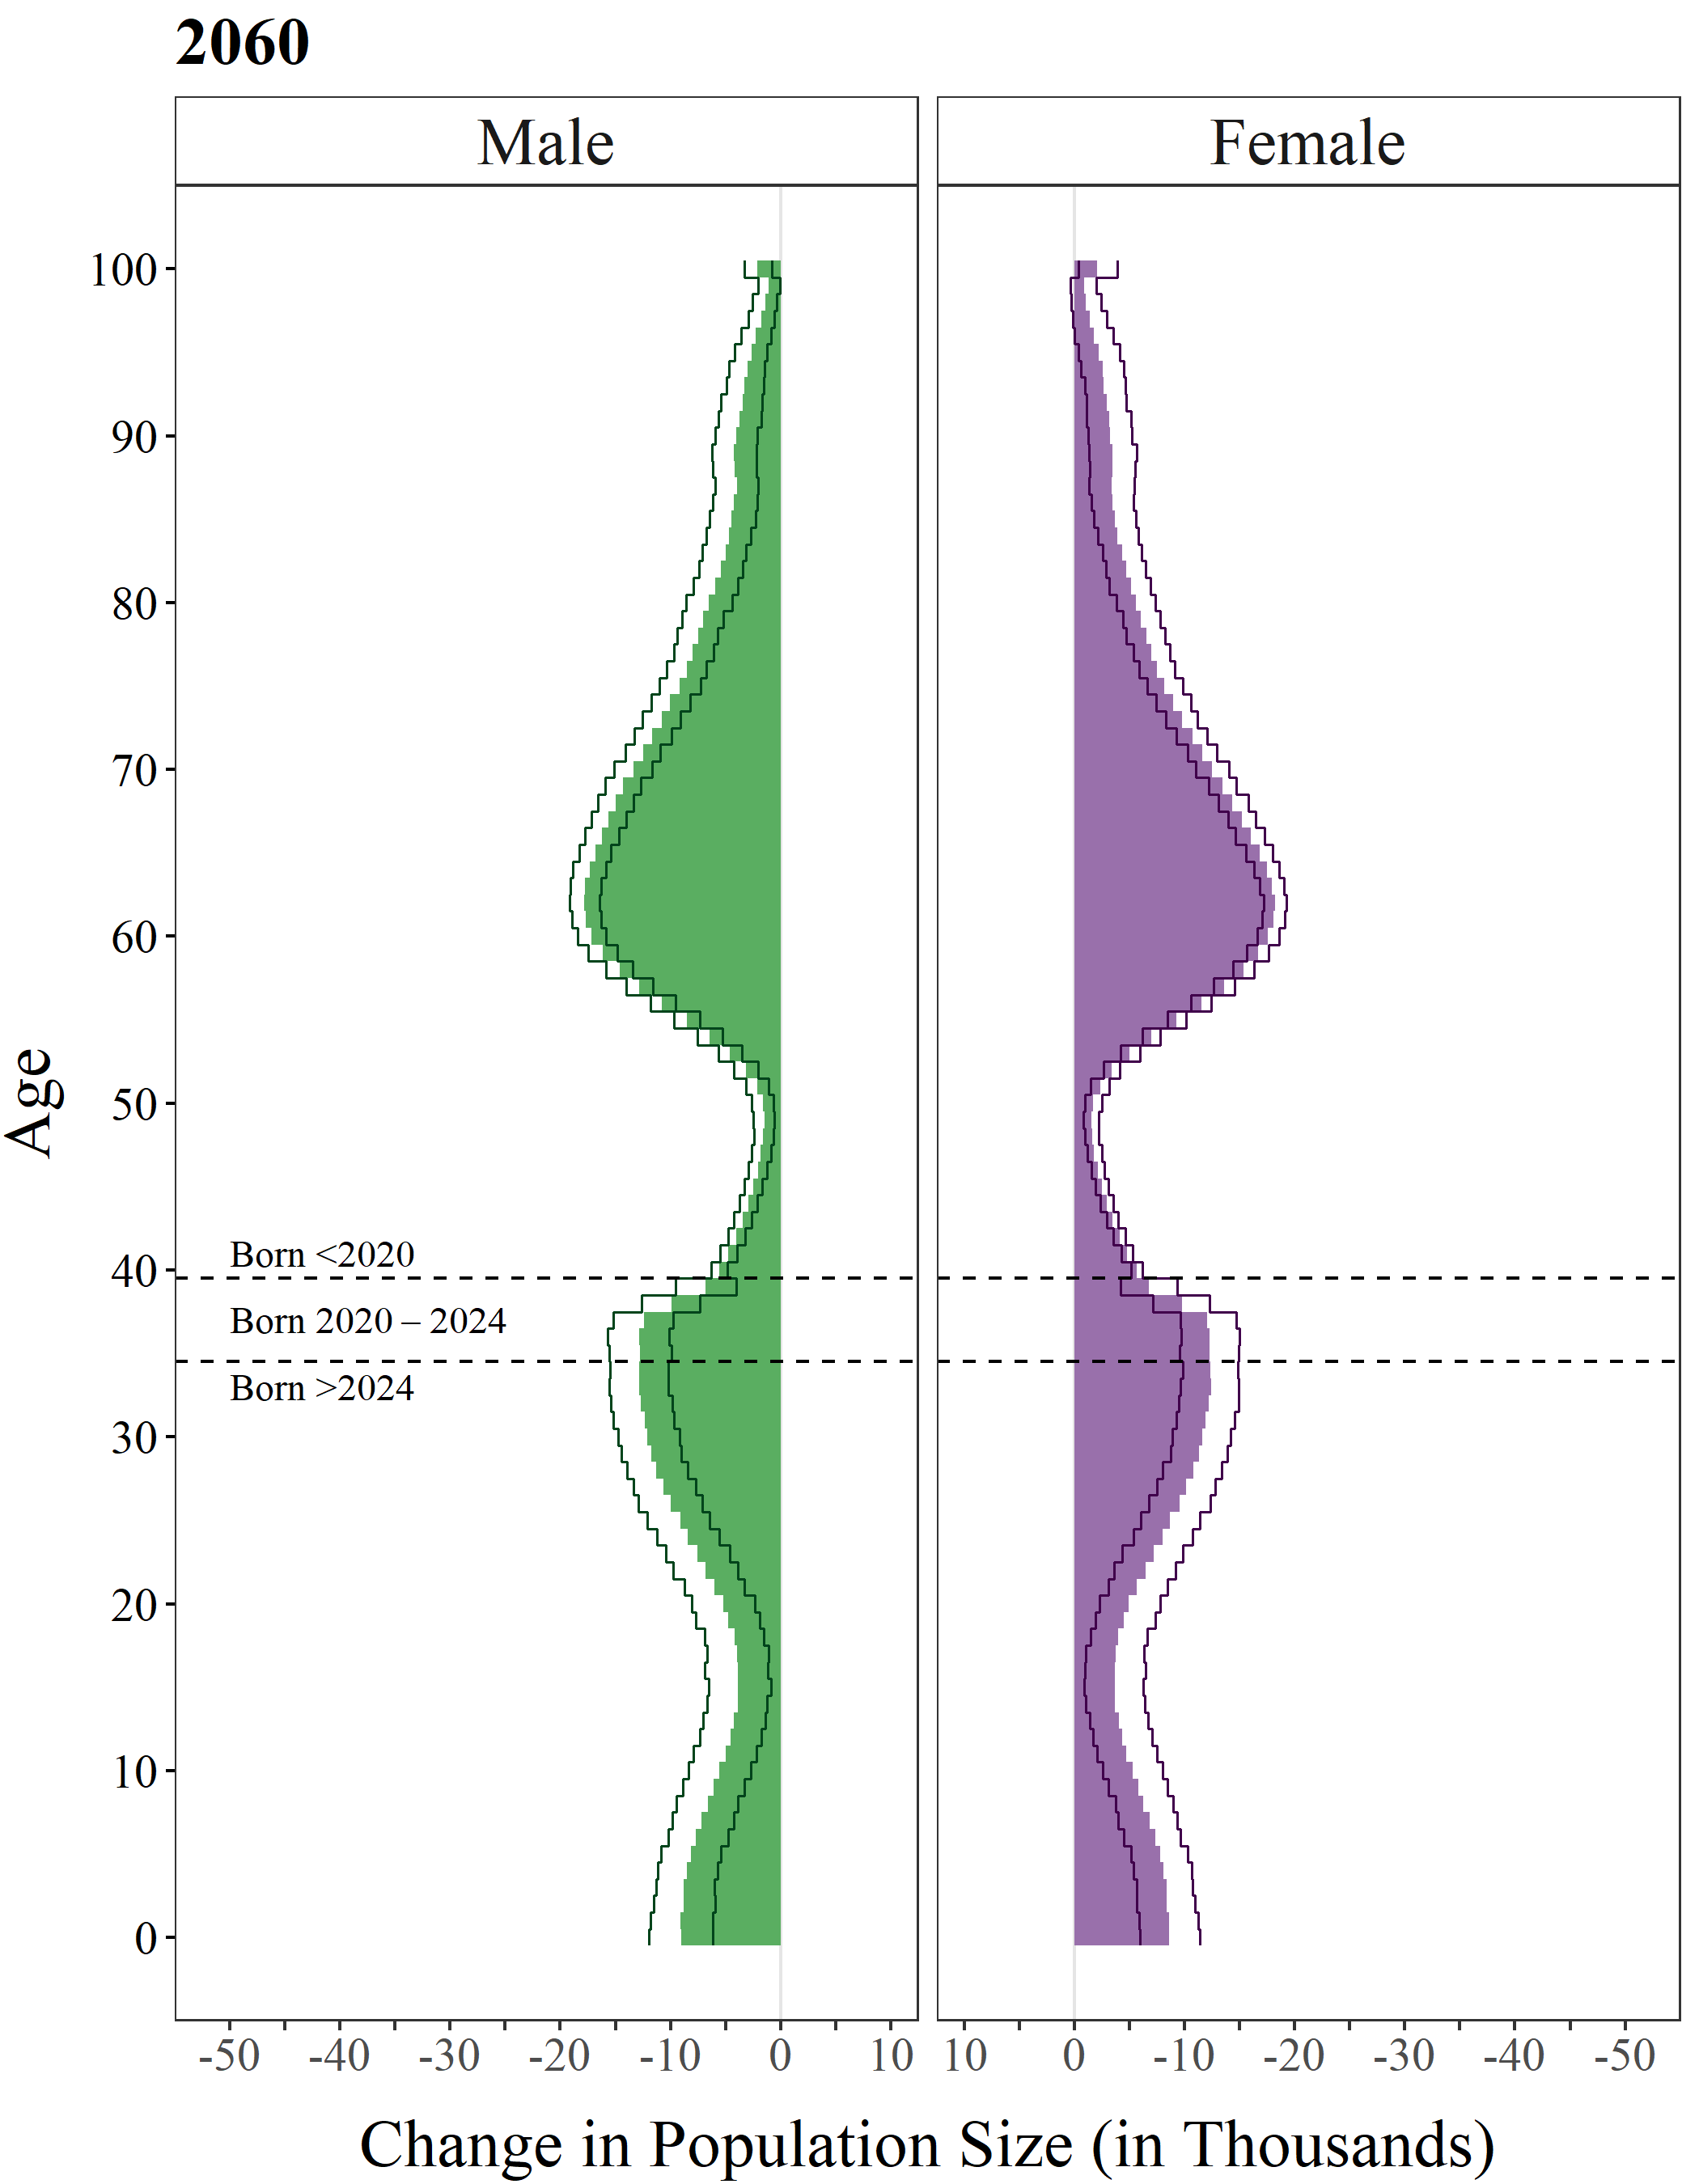 2060
Male Female
100
90
80
70
60
50
Born <2020
40
Born 2020 – 2024
Born >2024
30
20
10
0
Age
-50 -40 -30 -20 -10 0 10 10 0 -10 -20 -30 -40 -50
Change in Population Size (in Thousands)